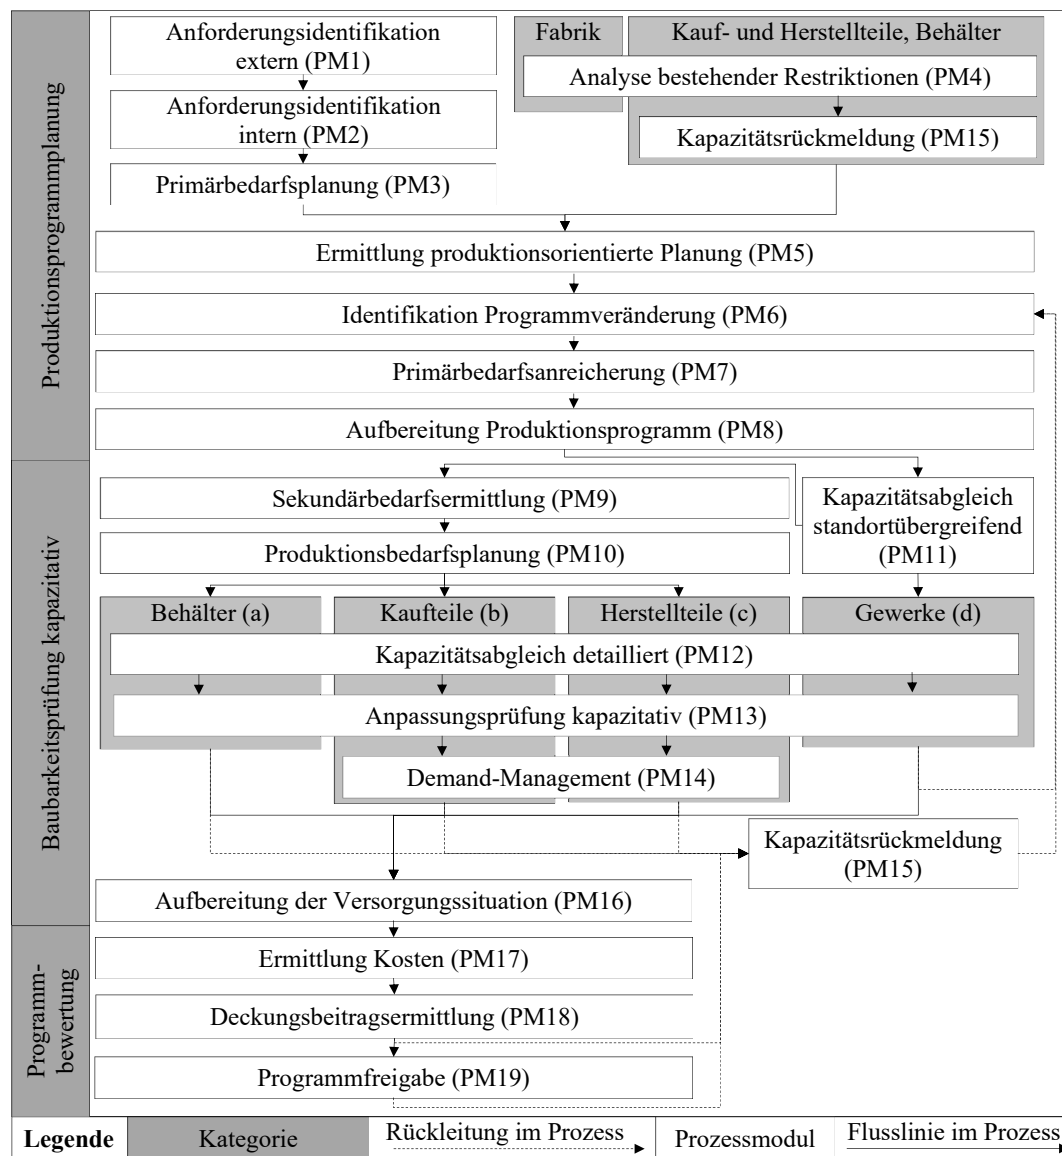 Produktionsprogrammplanung
Anforderungsidentifikation
extern (PM1)
Anforderungsidentifikation
intern (PM2)
Primärbedarfsplanung (PM3)
Fabrik
Kauf- und Herstellteile, Behälter
Analyse bestehender Restriktionen (PM4)
Kapazitätsrückmeldung (PM15)
Ermittlung produktionsorientierte Planung (PM5)
Identifikation Programmveränderung (PM6)
Primärbedarfsanreicherung (PM7)
Aufbereitung Produktionsprogramm (PM8)
Baubarkeitsprüfung kapazitativ
Sekundärbedarfsermittlung (PM9)
Produktionsbedarfsplanung (PM10)
Kapazitätsabgleich
standortübergreifend
(PM11)
Behälter (a)
Kaufteile (b)
Herstellteile (c)
Gewerke (d)
Kapazitätsabgleich detailliert (PM12)
Anpassungsprüfung kapazitativ (PM13)
Demand-Management (PM14)
Kapazitätsrückmeldung
(PM15)
Aufbereitung der Versorgungssituation (PM16)
Programm-
bewertung
Ermittlung Kosten (PM17)
Deckungsbeitragsermittlung (PM18)
Programmfreigabe (PM19)
Legende
Kategorie
Rückleitung im Prozess
Prozessmodul
Flusslinie im Prozess